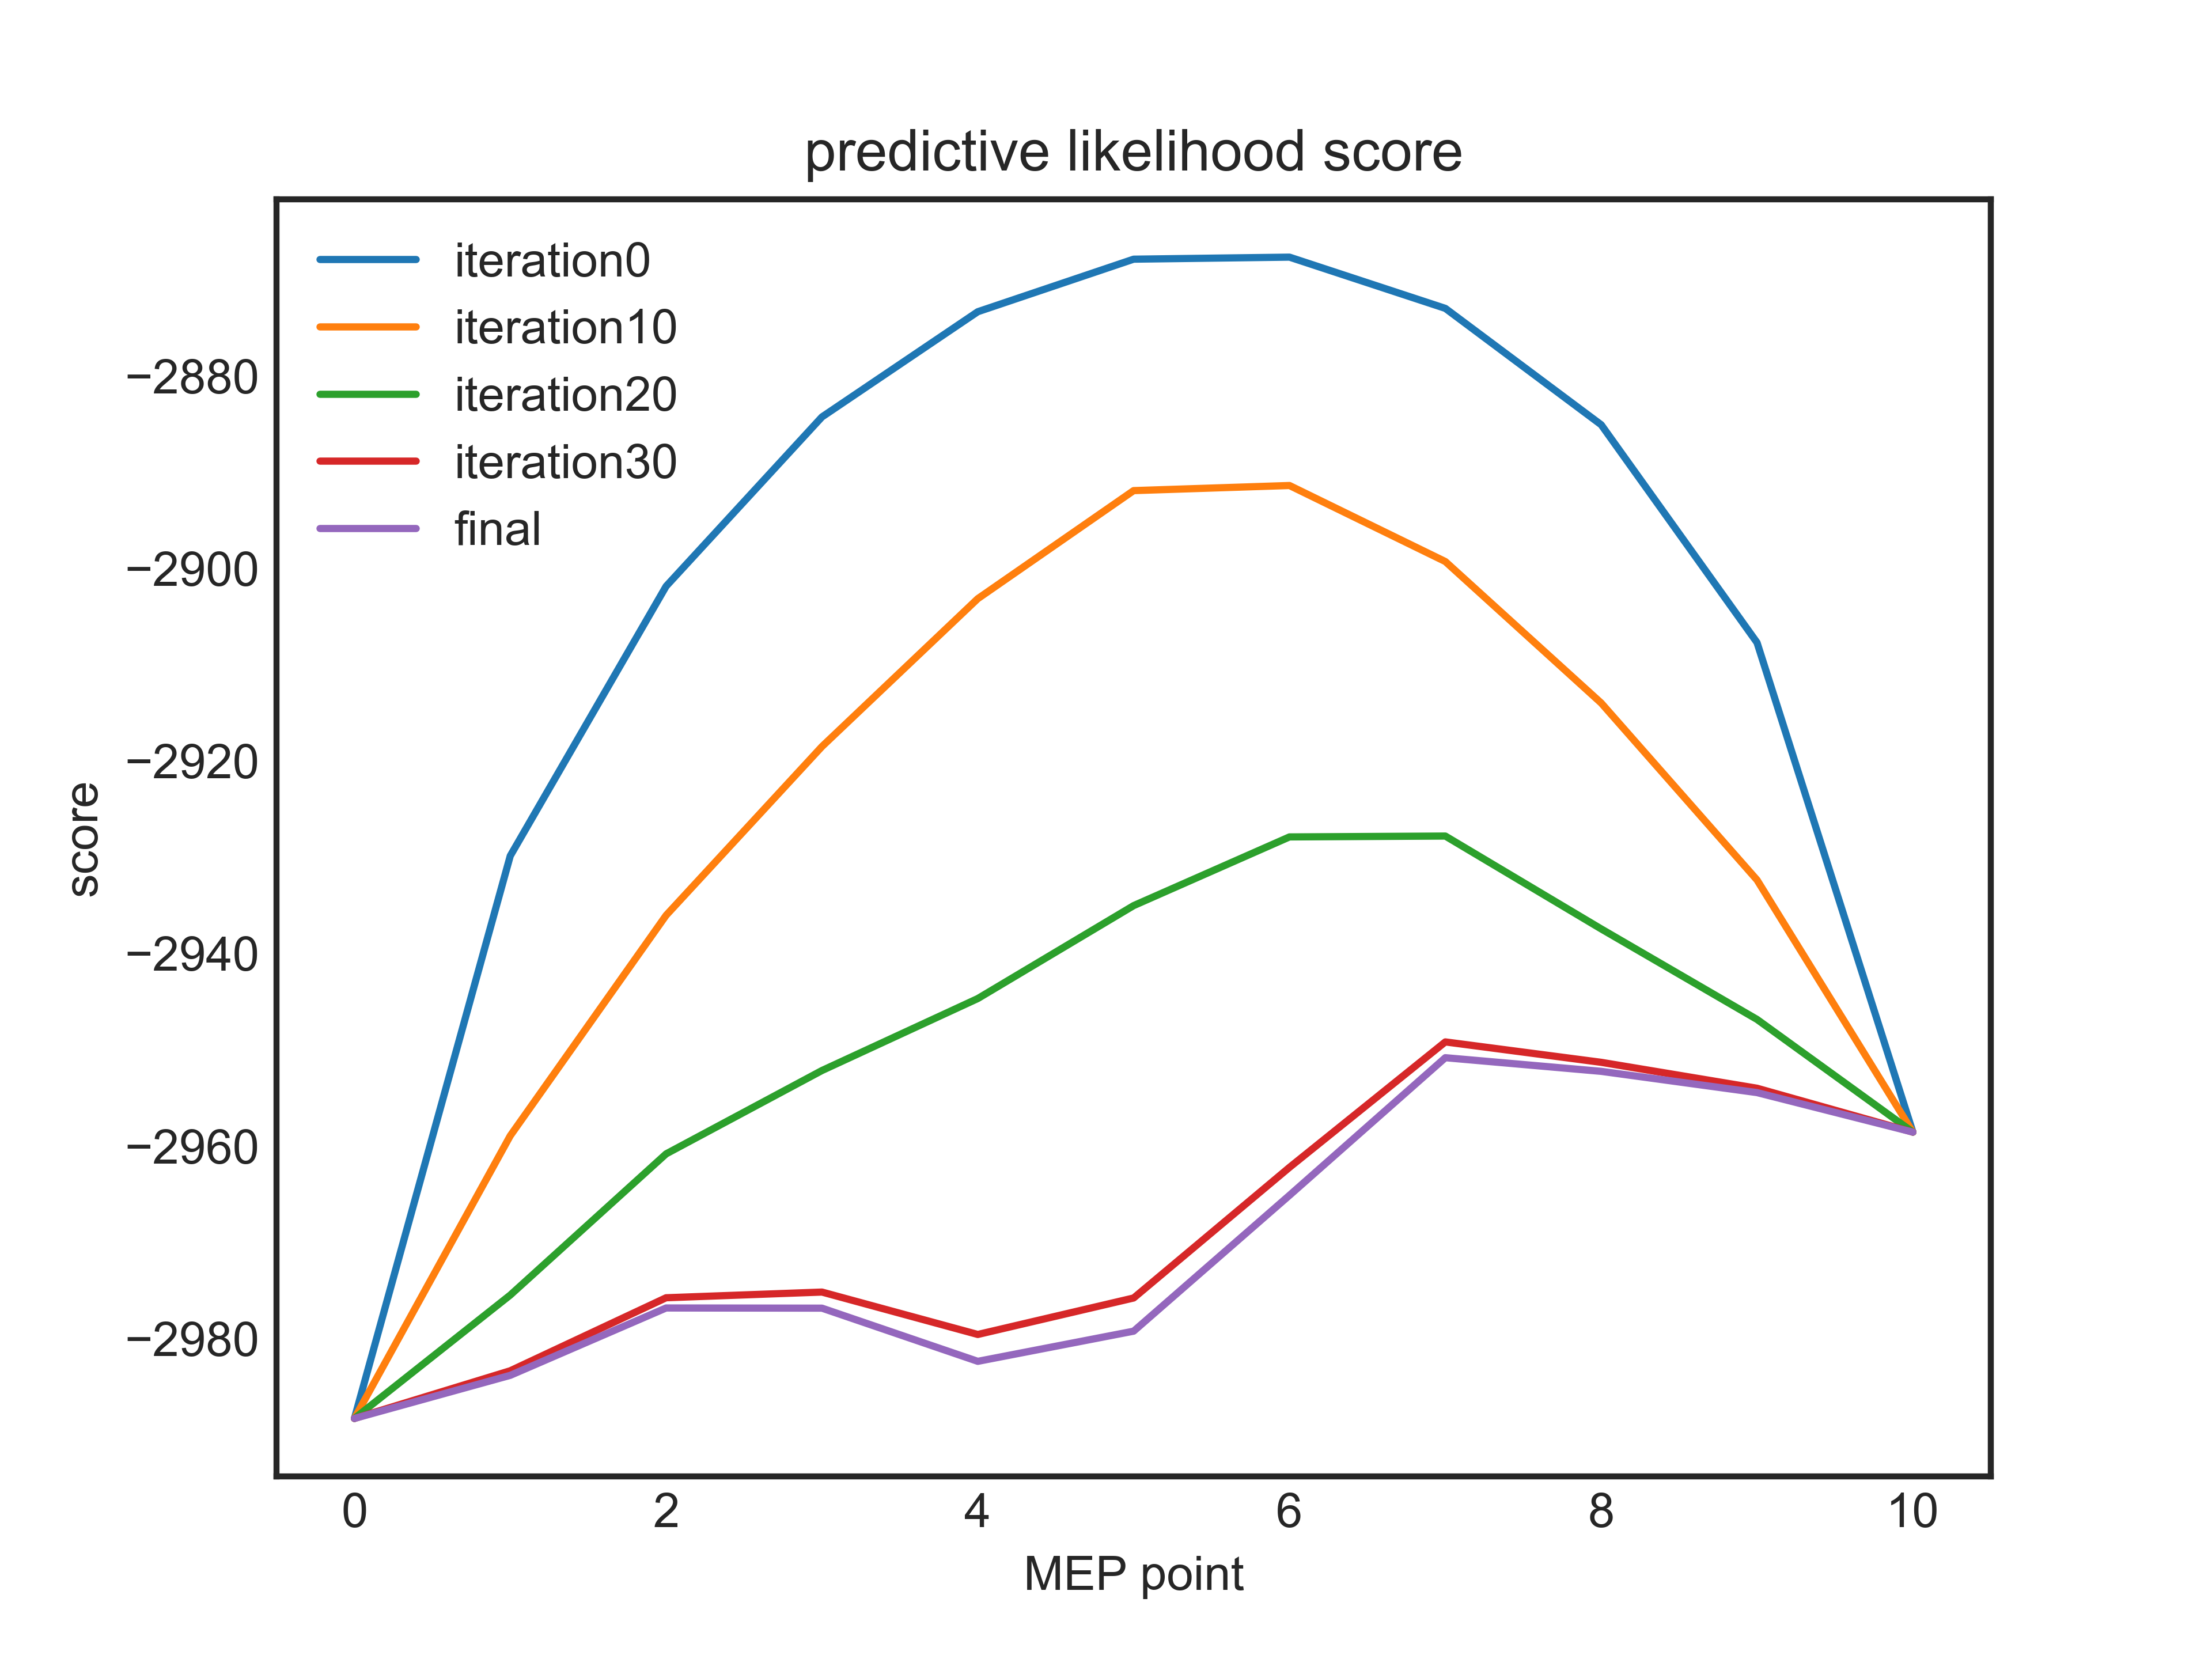 predictive likelihood score
iteration0
iteration10
iteration20
iteration30
final
−2880
−2900
−2920
−2940
−2960
−2980
score
0 2 4 6 8 10
MEP point